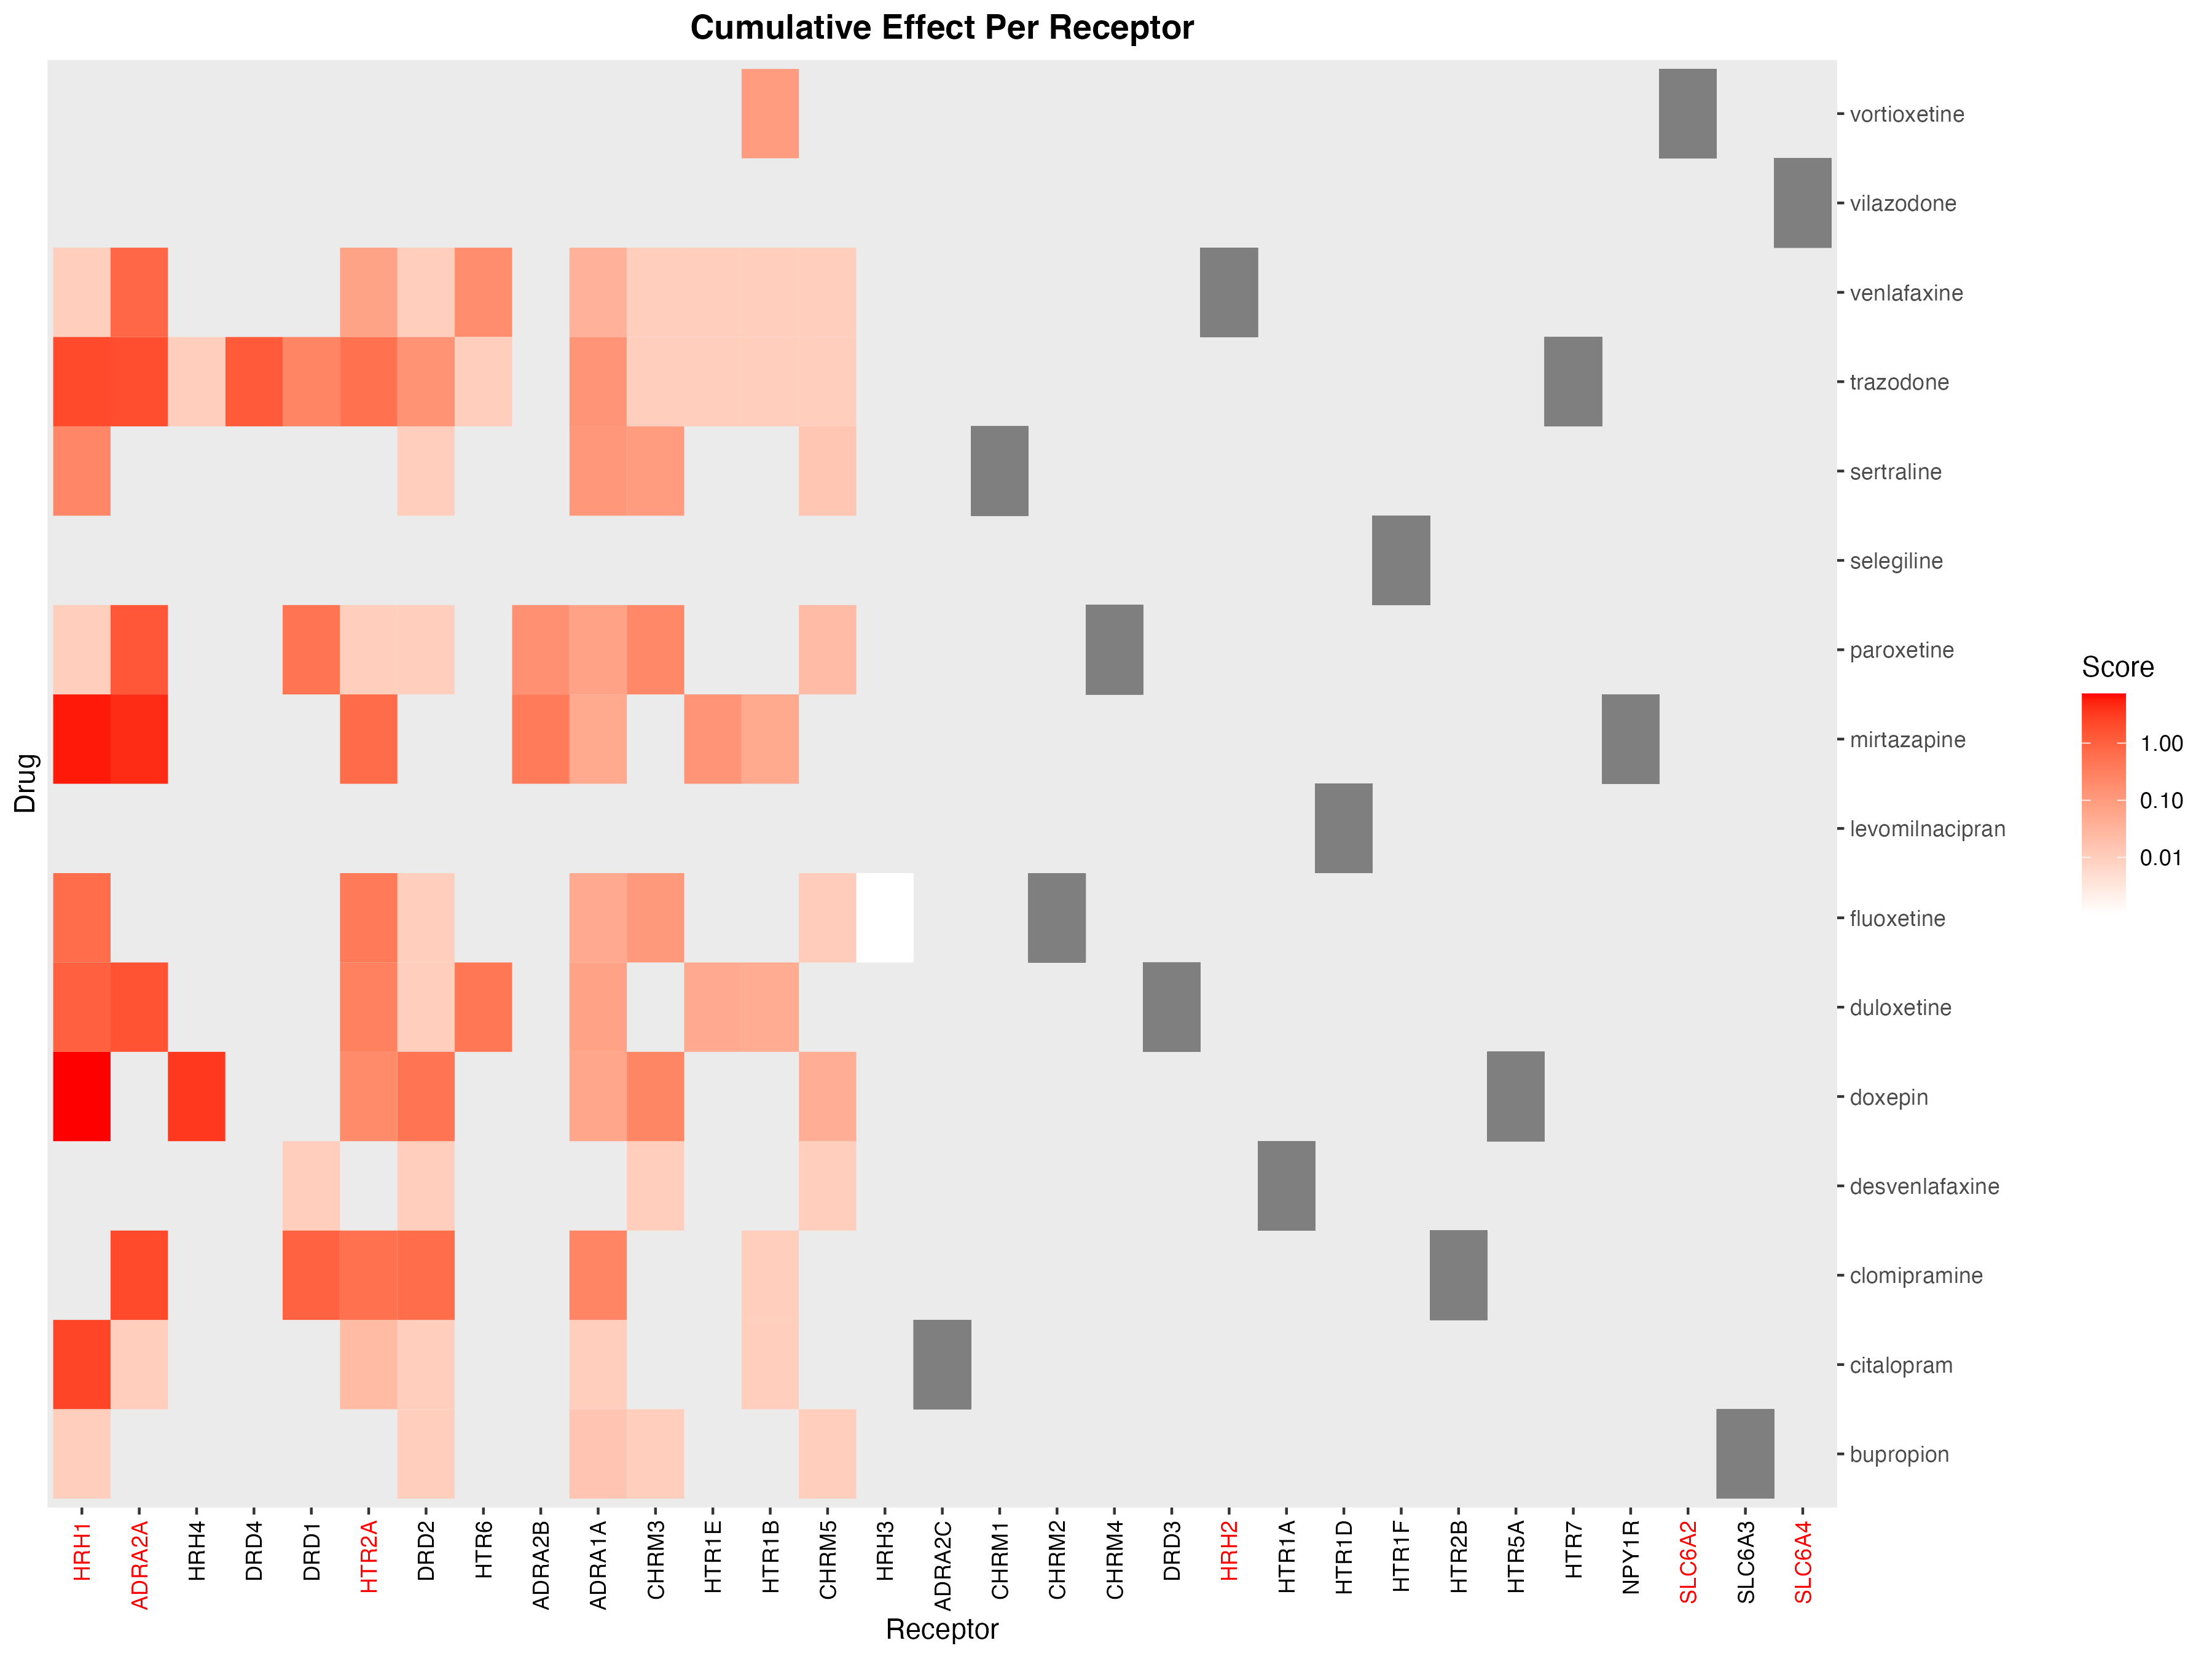 Cumulative Effect Per Receptor
vortioxetine
vilazodone
venlafaxine
trazodone
sertraline
selegiline
paroxetine
mirtazapine
levomilnacipran
fluoxetine
duloxetine
doxepin
desvenlafaxine
clomipramine
citalopram
bupropion
Drug
Score
1.00
0.10
0.01
HRH1
ADRA2A
HRH4
DRD4
DRD1
HTR2A
DRD2
HTR6
ADRA2B
ADRA1A
CHRM3
HTR1E
HTR1B
CHRM5
HRH3
ADRA2C
CHRM1
CHRM2
CHRM4
DRD3
HRH2
HTR1A
HTR1D
HTR1F
HTR2B
HTR5A
HTR7
NPY1R
SLC6A2
SLC6A3
SLC6A4
Receptor